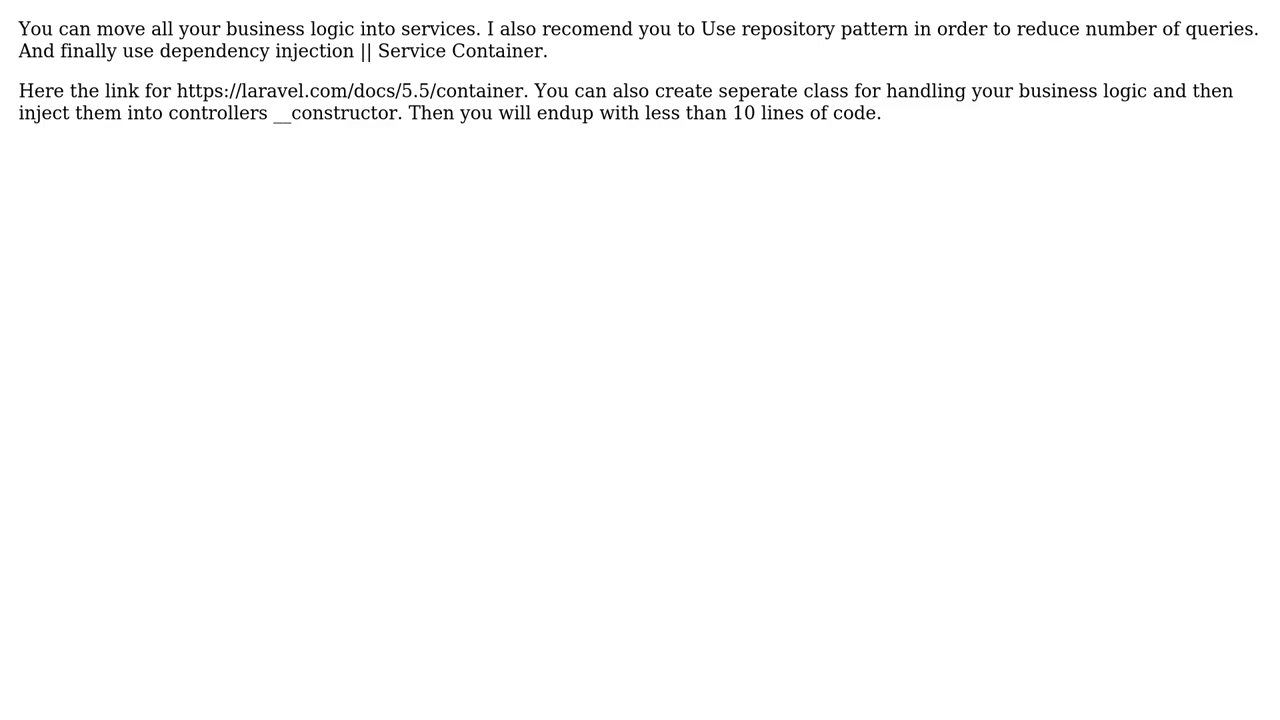 You can move all your business logic into services. I also recomend you to Use repository pattern in order to reduce number of queries.
And finally use dependency injection || Service Container.
Here the link for https://laravel.com/docs/5.5/container. You can also create seperate class for handling your business logic and then
inject them into controllers __constructor. Then you will endup with less than 10 lines of code.